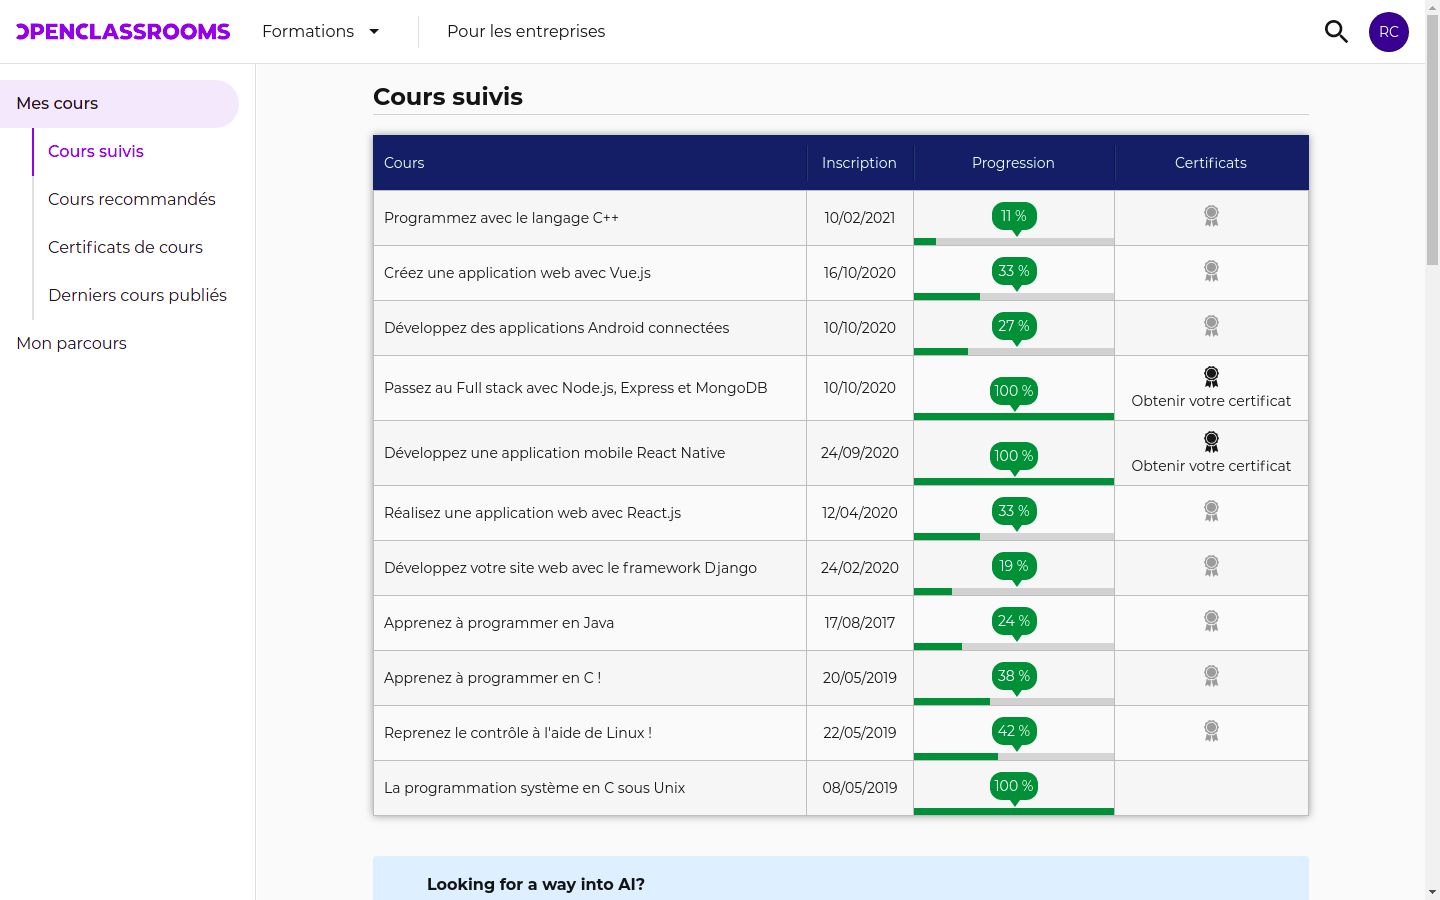 OPENCLASSROOMS
Formations
Pour les entreprises
RC
Mes cours
Cours suivis
Cours recommandés
Certificats de cours
Derniers cours publiés
Mon parcours
Cours suivis
Cours Inscription Progression Certificats
Programmez avec le langage C++ 10/02/2021 11 %
Créez une application web avec Vue.js 16/10/2020 33 %
Développez des applications Android connectées 10/10/2020 27 %
Passez au Full stack avec Node.js, Express et MongoDB 10/10/2020 100 % Obtenir votre certificat
Développez une application mobile React Native 24/09/2020 100 % Obtenir votre certificat
Réalisez une application web avec React.js 12/04/2020 33 %
Développez votre site web avec le framework Django 24/02/2020 19 %
Apprenez à programmer en Java 17/08/2017 24 %
Apprenez à programmer en C ! 20/05/2019 38 %
Reprenez le contrôle à l'aide de Linux ! 22/05/2019 42 %
La programmation système en C sous Unix 08/05/2019 100 %
Looking for a way into AI?